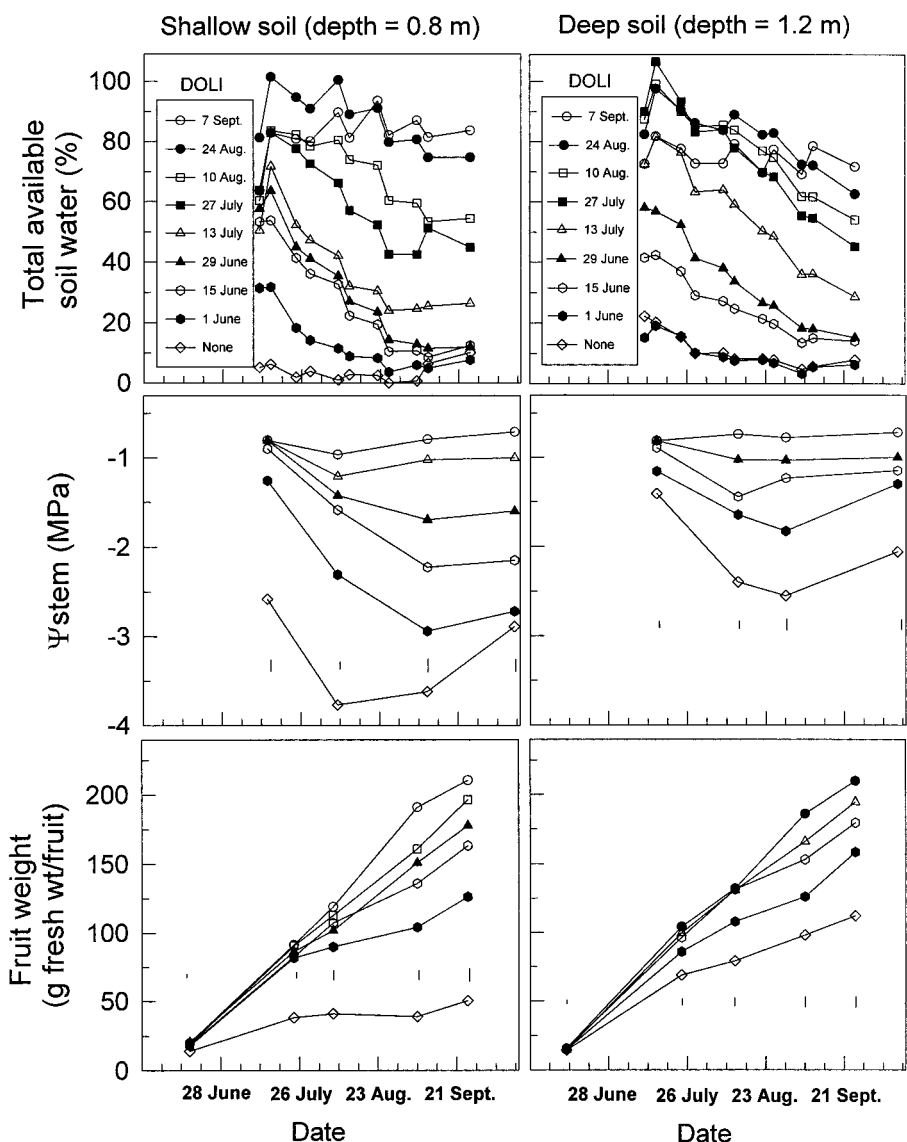 Shallow soil (depth = 0.8 m)
Deep soil (depth = 1.2 m)
Total available
soil water (%)
100
80
60
40
20
0
DOLI
7 Sept.
24 Aug.
10 Aug.
27 July
13 July
29 June
15 June
1 June
None
DOLI
7 Sept.
24 Aug.
10 Aug.
27 July
13 July
29 June
15 June
1 June
None
Ψstem (MPa)
-1
-2
-3
-4
Fruit weight
(g fresh wt/fruit)
200
150
100
50
0
28 June 26 July 23 Aug. 21 Sept.
28 June 26 July 23 Aug. 21 Sept.
Date
Date